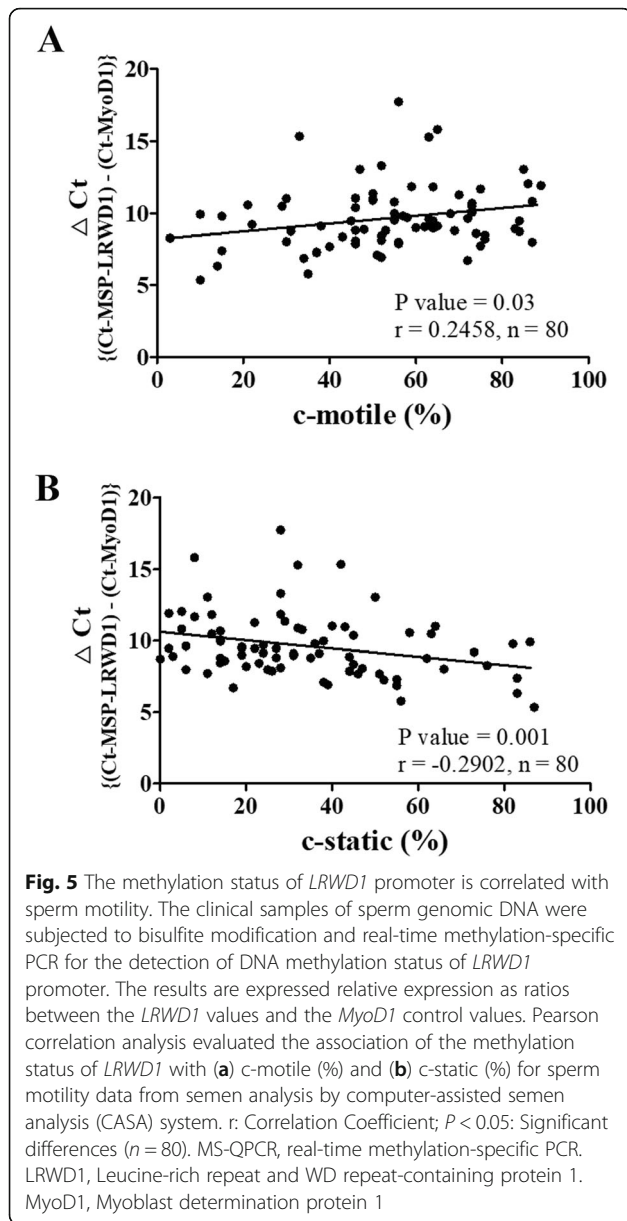 A
△ Ct
{(Ct-MSP-LRWD1) - (Ct-MyoD1)}
20
15
10
5
0
P value = 0.03
r = 0.2458, n = 80
0 20 40 60 80 100
c-motile (%)
B
△ Ct
{(Ct-MSP-LRWD1) - (Ct-MyoD1)}
20
15
10
5
0
P value = 0.001
r = -0.2902, n = 80
0 20 40 60 80 100
c-static (%)
Fig. 5 The methylation status of LRWD1 promoter is correlated with
sperm motility. The clinical samples of sperm genomic DNA were
subjected to bisulfite modification and real-time methylation-specific
PCR for the detection of DNA methylation status of LRWD1
promoter. The results are expressed relative expression as ratios
between the LRWD1 values and the MyoD1 control values. Pearson
correlation analysis evaluated the association of the methylation
status of LRWD1 with (a) c-motile (%) and (b) c-static (%) for sperm
motility data from semen analysis by computer-assisted semen
analysis (CASA) system. r: Correlation Coefficient; P < 0.05: Significant
differences (n = 80). MS-QPCR, real-time methylation-specific PCR.
LRWD1, Leucine-rich repeat and WD repeat-containing protein 1.
MyoD1, Myoblast determination protein 1